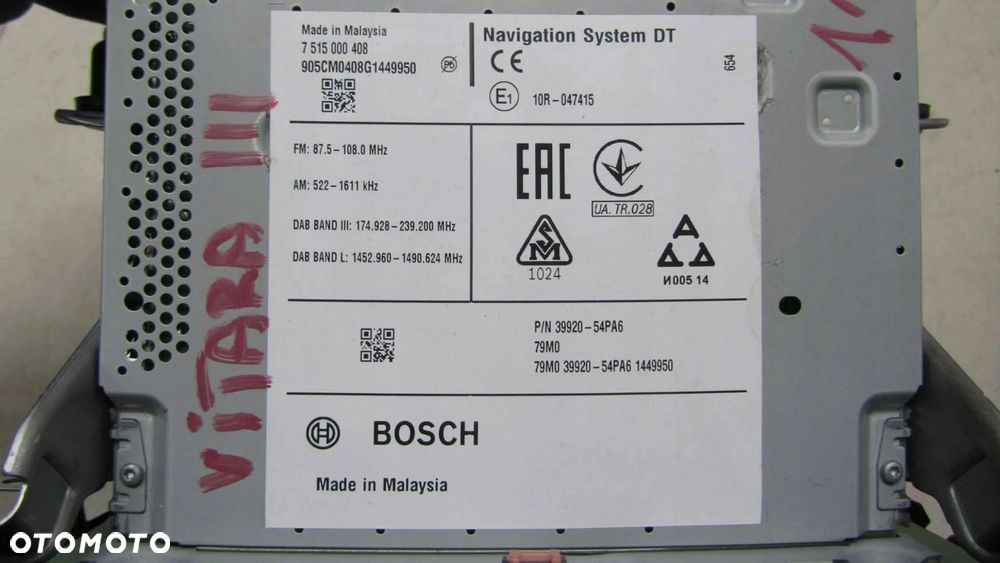 Made in Malaysia
7 515 000 408
905CM0408G1449950
Pb
Navigation System DT
CE
654
E1
10R-047415
FM: 87.5-108.0 MHz
AM: 522-1611 kHz
DAB BAND III: 174.928-239.200 MHz
DAB BAND L: 1452.960-1490.624 MHz
EAC
UA.TR.028
SM
1024
И005 14
P/N 39920-54PA6
79M0
79M0 39920-54PA6 1449950
BOSCH
Made in Malaysia
ViTARA III
OTOMOTO